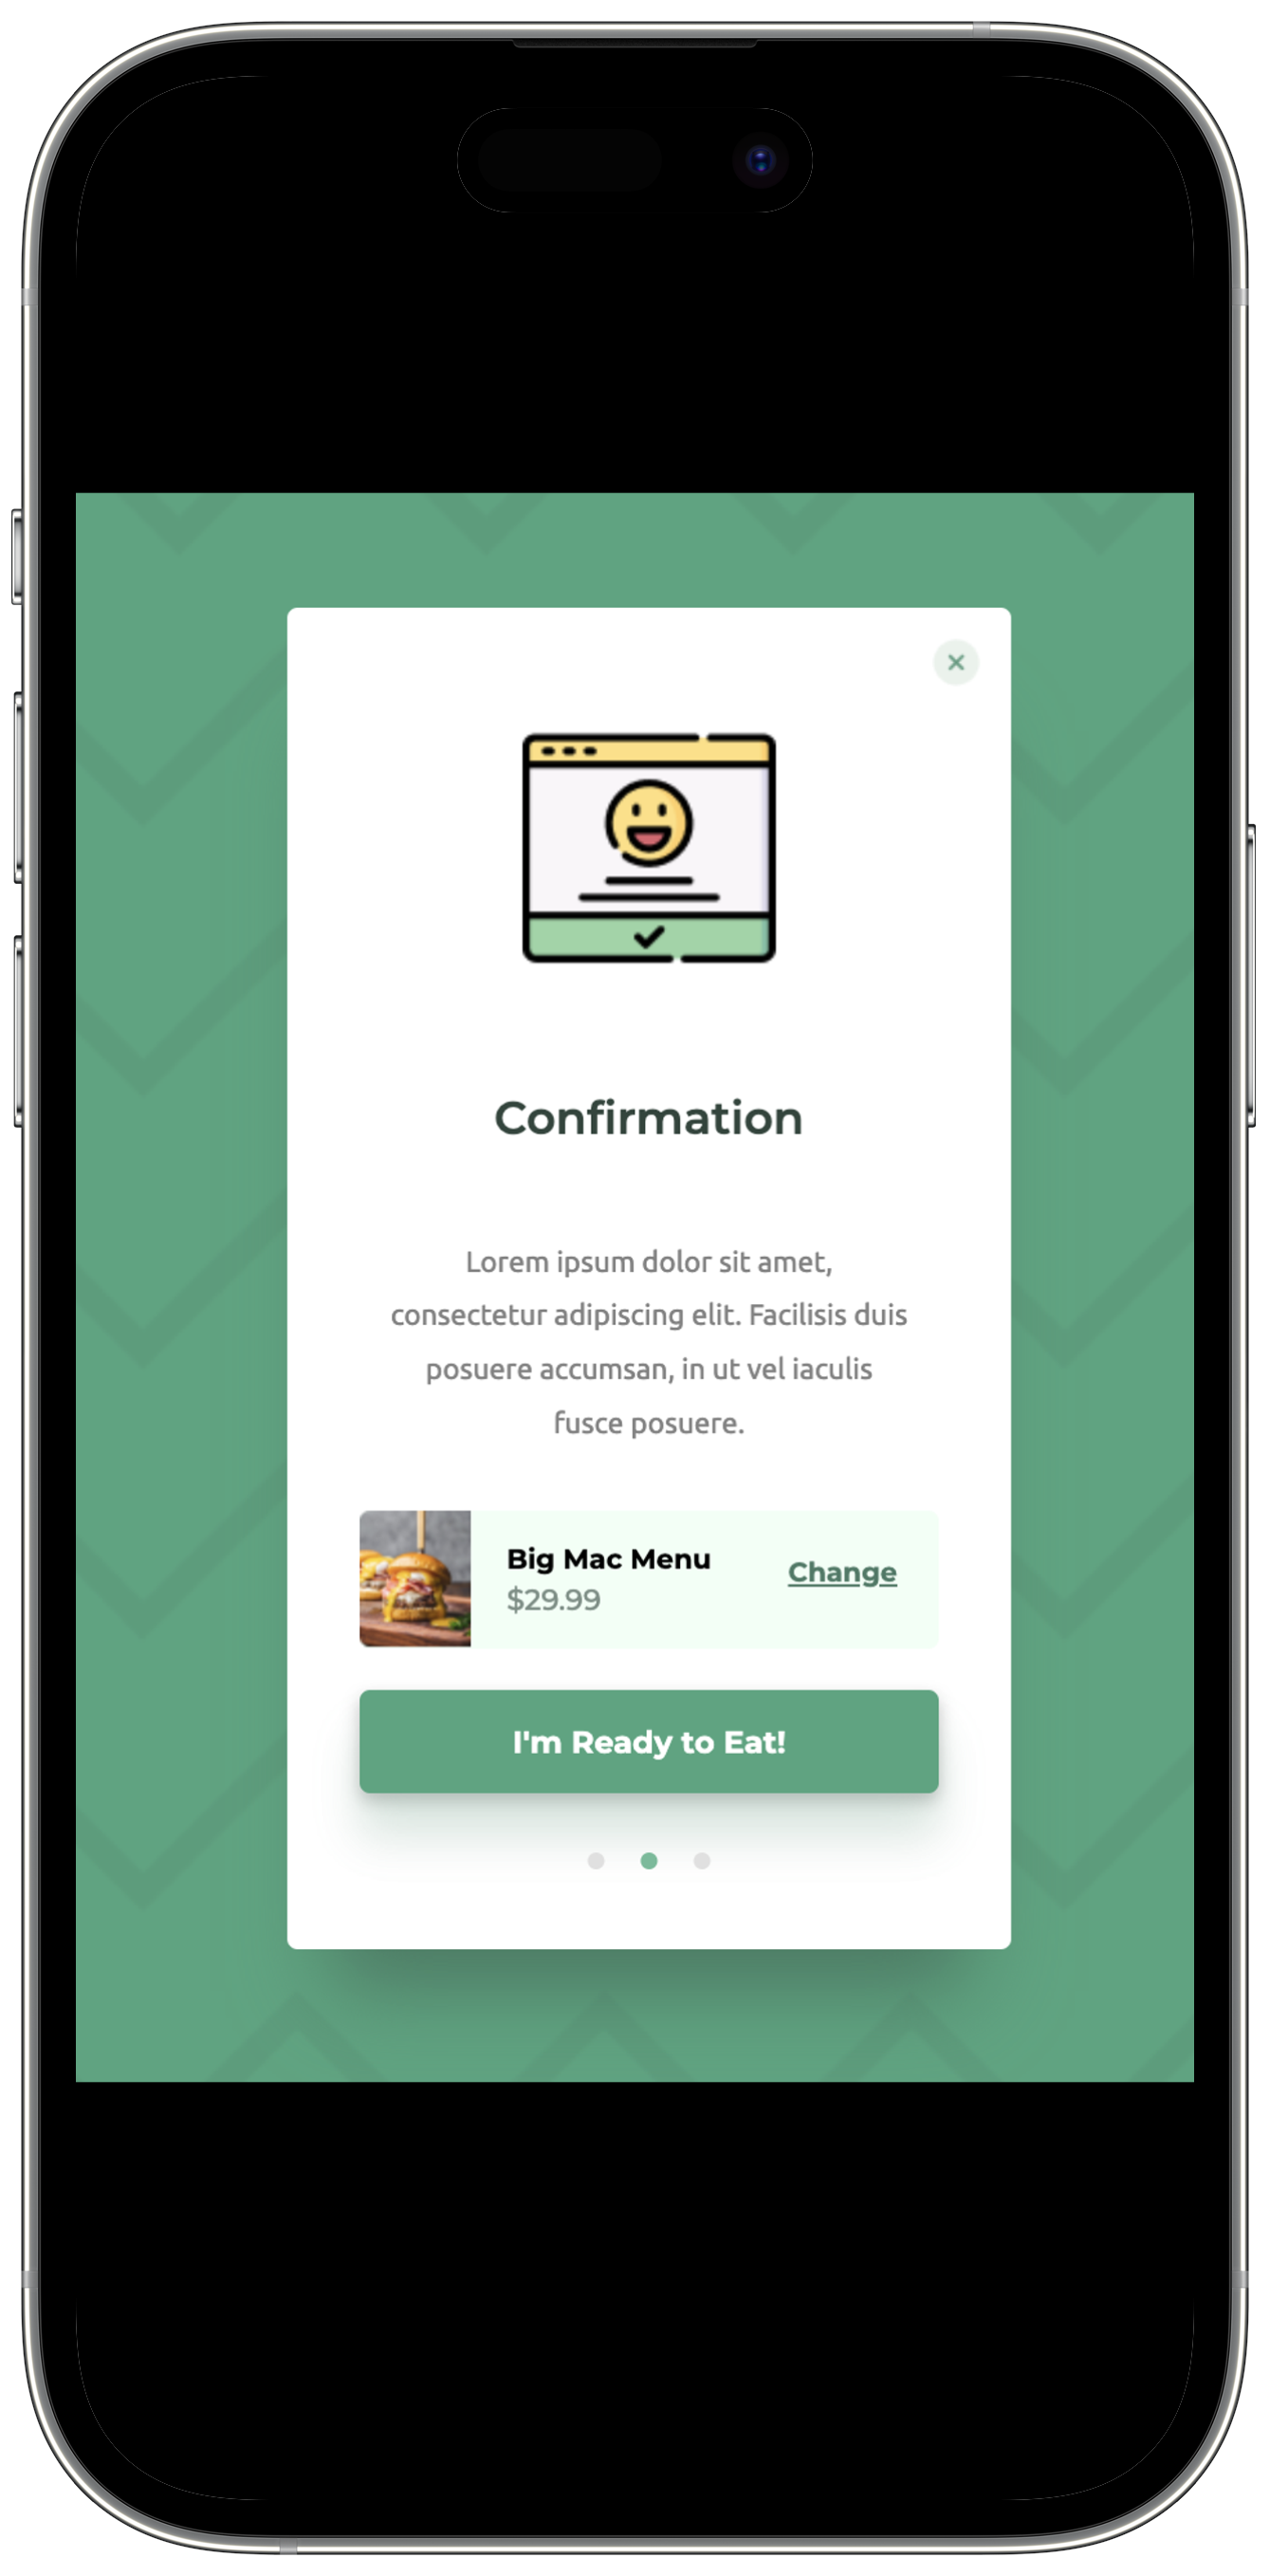 Confirmation
Lorem ipsum dolor sit amet,
consectetur adipiscing elit. Facilisis duis
posuere accumsan, in ut vel iaculis
fusce posuere.
Big Mac Menu
$29.99
Change
I'm Ready to Eat!